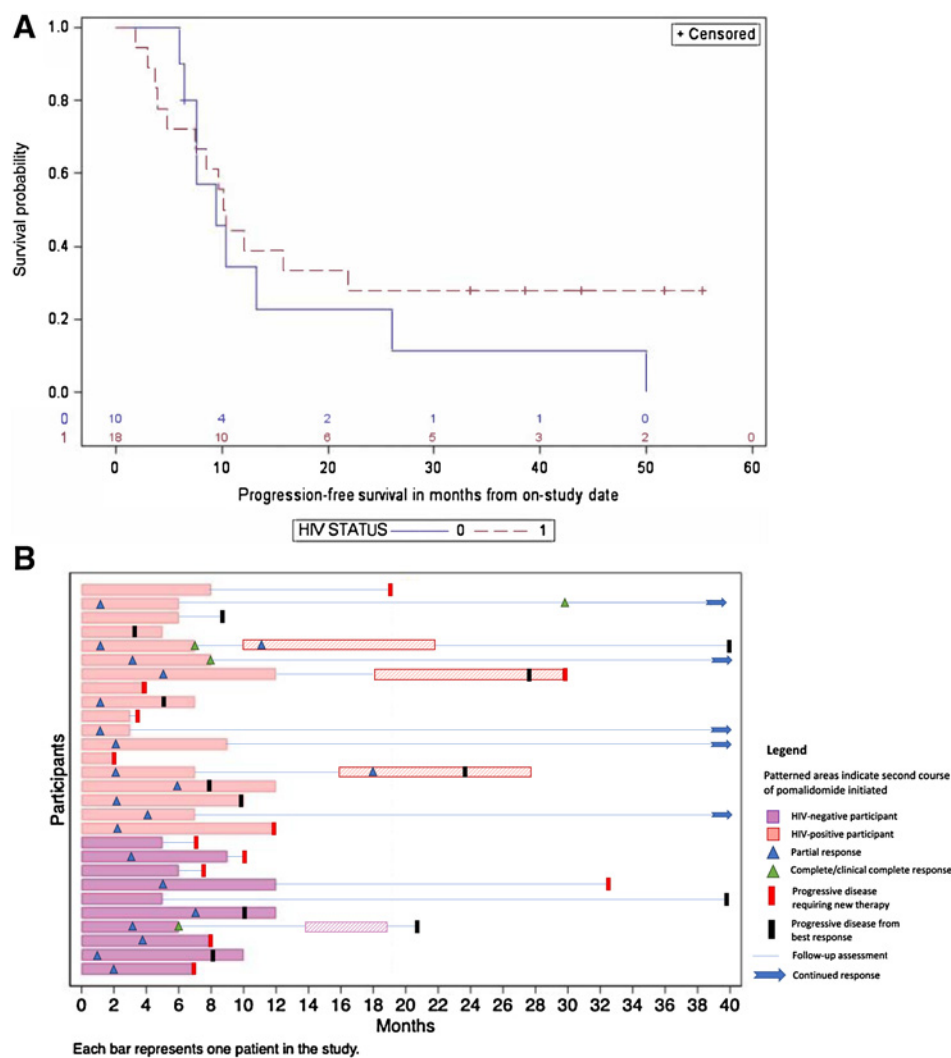 A
+ Censored
1.0
0.8
0.6
0.4
0.2
0.0
Survival probability
0 10 4 2 1 1 0
1 18 10 6 5 3 2 0
0 10 20 30 40 50 60
Progression-free survival in months from on-study date
HIV STATUS 0 1
B
Participants
0 2 4 6 8 10 12 14 16 18 20 22 24 26 28 30 32 34 36 38 40
Months
Each bar represents one patient in the study.
Legend
Patterned areas indicate second course
of pomalidomide initiated
HIV-negative participant
HIV-positive participant
Partial response
Complete/clinical complete response
Progressive disease
requiring new therapy
Progressive disease from
best response
Follow-up assessment
Continued response